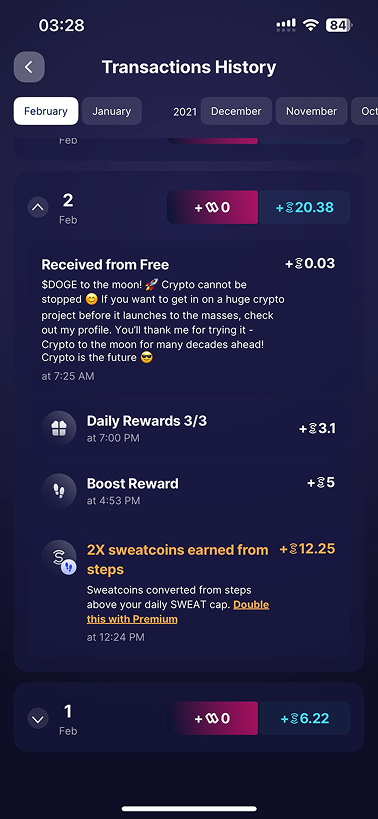 03:28
84
Transactions History
February
January
2021
December
November
Oct
Feb
2
Feb
+ 0
+ 20.38
Received from Free
+ 0.03
$DOGE to the moon! 🚀 Crypto cannot be
stopped 😊 If you want to get in on a huge crypto
project before it launches to the masses, check
out my profile. You'll thank me for trying it -
Crypto to the moon for many decades ahead!
Crypto is the future 😎
at 7:25 AM
Daily Rewards 3/3
+ 3.1
at 7:00 PM
Boost Reward
+ 5
at 4:53 PM
2X sweatcoins earned from
steps
+ 12.25
Sweatcoins converted from steps
above your daily SWEAT cap. Double
this with Premium
at 12:24 PM
1
Feb
+ 0
+ 6.22